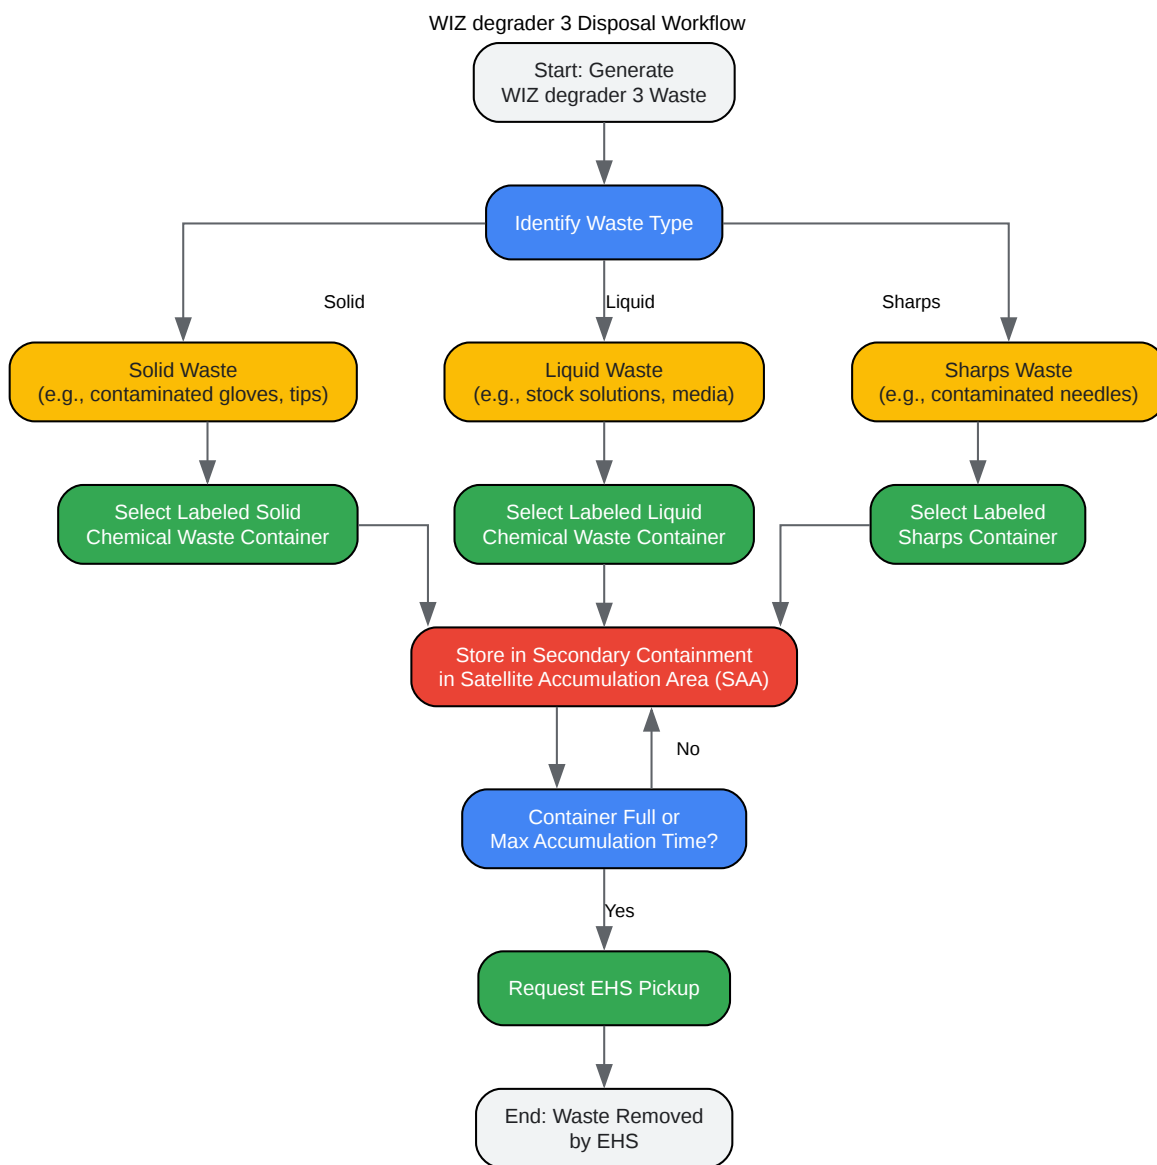 WIZ degrader 3 Disposal Workflow
Start: Generate
WIZ degrader 3 Waste
Identify Waste Type
Solid
Liquid
Sharps
Solid Waste
(e.g., contaminated gloves, tips)
Liquid Waste
(e.g., stock solutions, media)
Sharps Waste
(e.g., contaminated needles)
Select Labeled Solid
Chemical Waste Container
Select Labeled Liquid
Chemical Waste Container
Select Labeled
Sharps Container
Store in Secondary Containment
in Satellite Accumulation Area (SAA)
No
Container Full or
Max Accumulation Time?
Yes
Request EHS Pickup
End: Waste Removed
by EHS